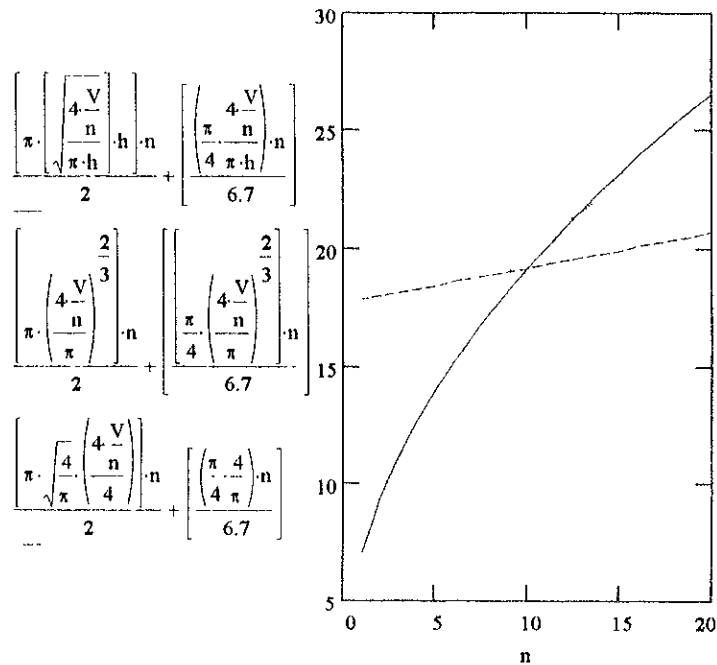 [π·[√(4·V/n / π·h)]·h]·n / 2 + [(π/4 · 4·V/n / π·h)·n / 6.7]
[π·(4·V/n / π)^2/3]·n / 2 + [[π/4·(4·V/n / π)^2/3]·n / 6.7]
[π·√(4/π)·(4·V/n / 4)]·n / 2 + [(π/4·4/π)·n / 6.7]
30
25
20
15
10
5
0 5 10 15 20
n